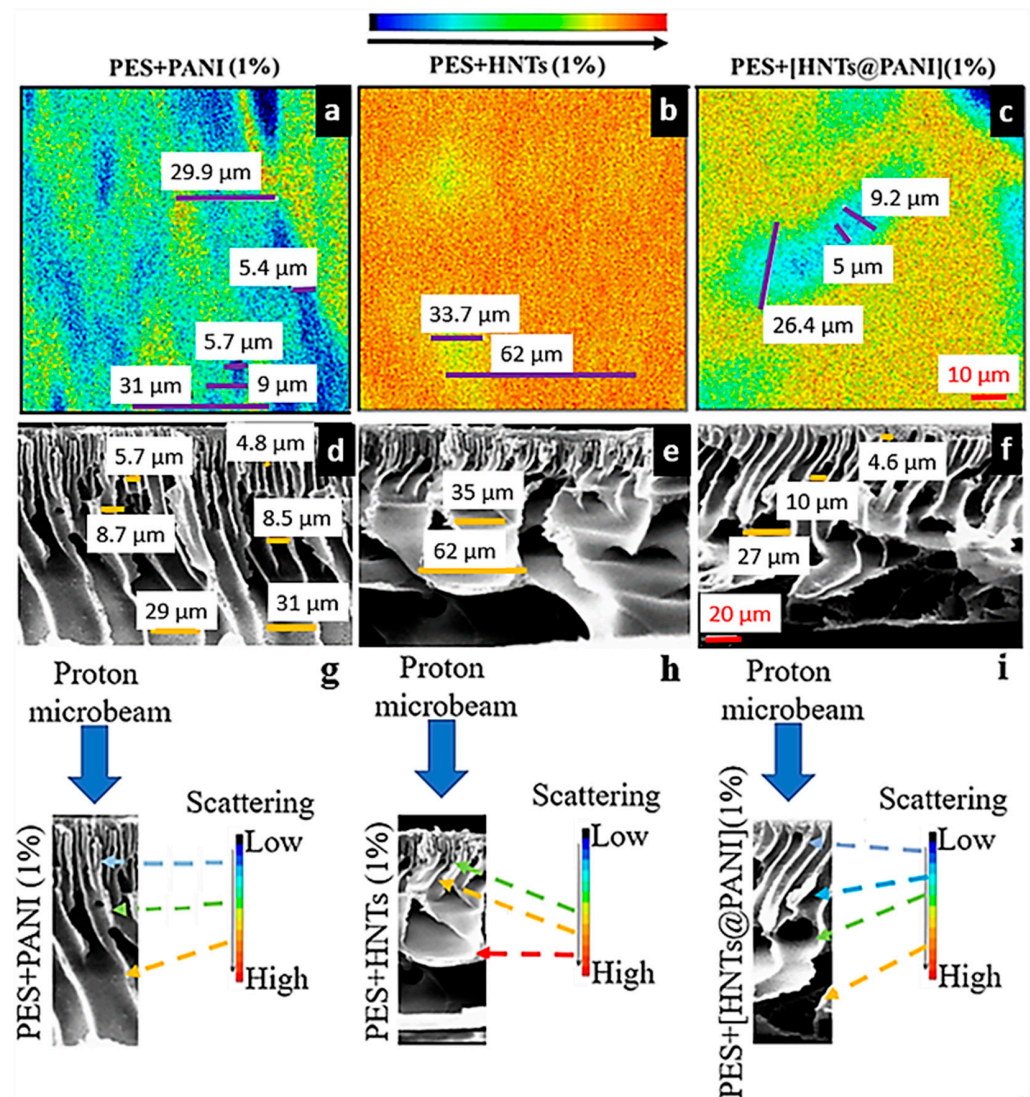 PES+PANI (1%)
PES+HNTs (1%)
PES+[HNTs@PANI](1%)
a
29.9 µm
5.4 µm
5.7 µm
31 µm
9 µm
b
33.7 µm
62 µm
c
9.2 µm
5 µm
26.4 µm
10 µm
d
5.7 µm
4.8 µm
8.7 µm
8.5 µm
29 µm
31 µm
e
35 µm
62 µm
f
4.6 µm
10 µm
27 µm
20 µm
g
Proton
microbeam
PES+PANI (1%)
Scattering
Low
High
h
Proton
microbeam
PES+HNTs (1%)
Scattering
Low
High
i
Proton
microbeam
PES+[HNTs@PANI](1%)
Scattering
Low
High